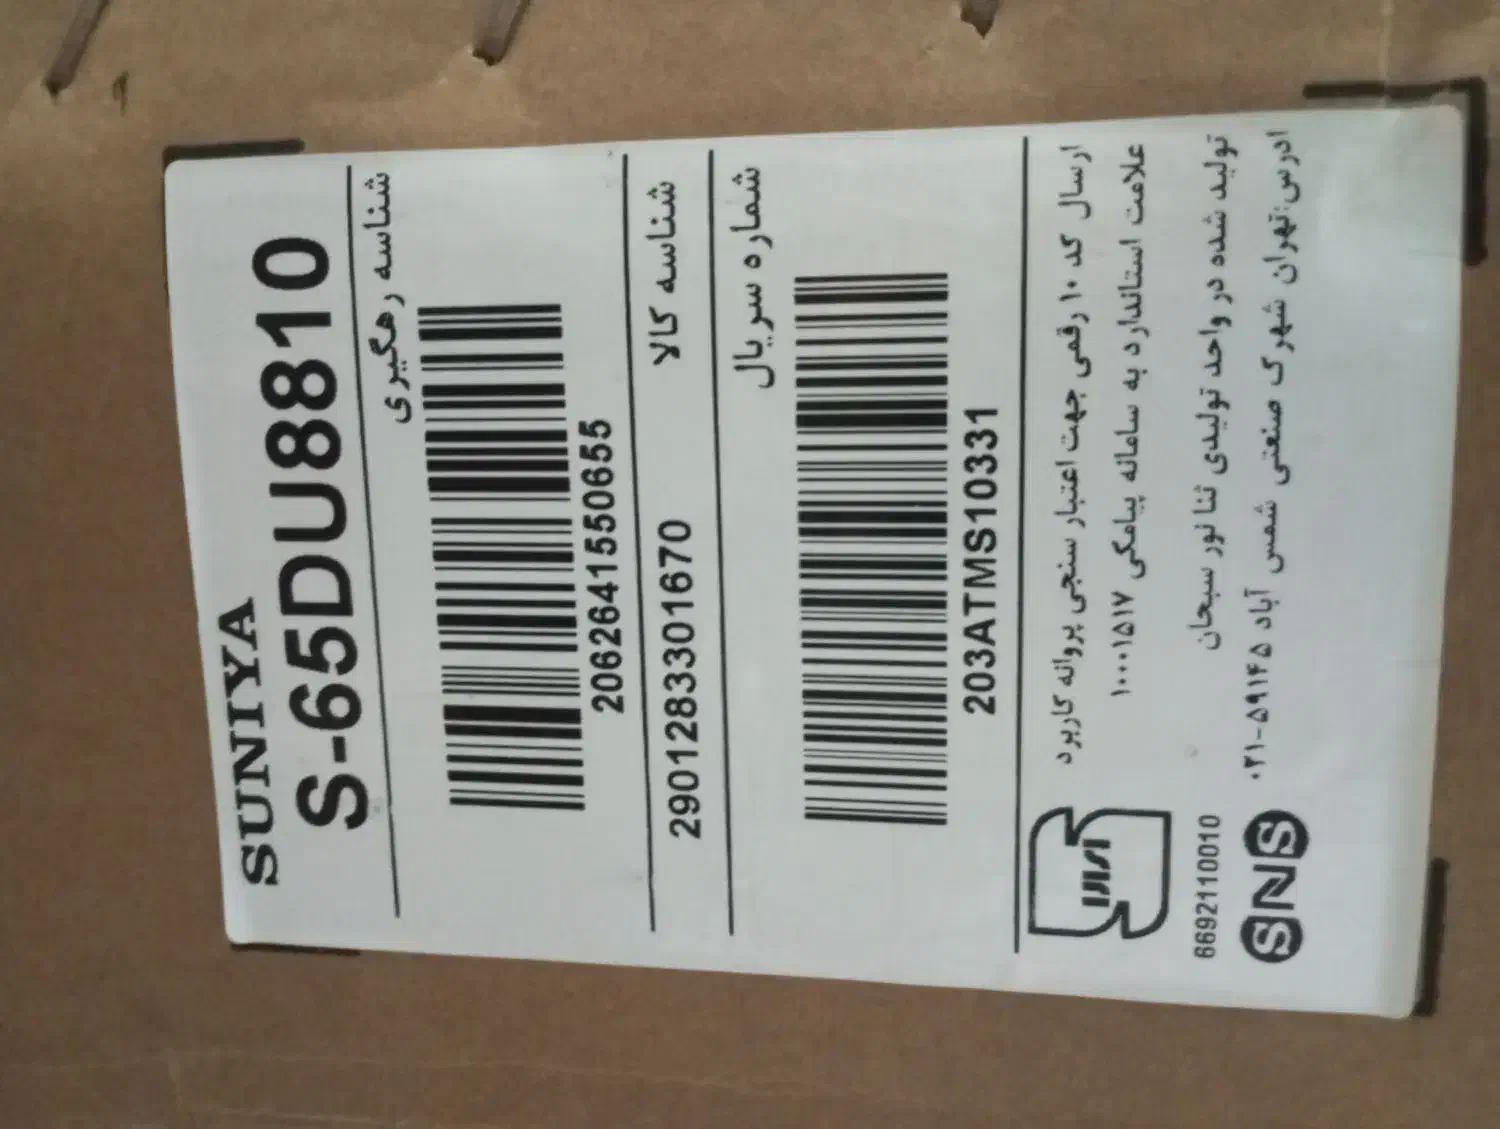 SUNIYA
S-65DU8810
شناسه رهگیری
2062641550655
شناسه کالا
2901283301670
شماره سریال
203ATMS10331
ارسال کد ۱۰ رقمی جهت اعتبار سنجی پروانه کاربرد
علامت استاندارد به سامانه پیامکی ۱۰۰۰۱۵۱۷
6692110010
تولید شده در واحد تولیدی ثنا نور سبحان
آدرس:تهران شهرک صنعتی شمس آباد ۵۹۱۴۵-۰۲۱
SNS